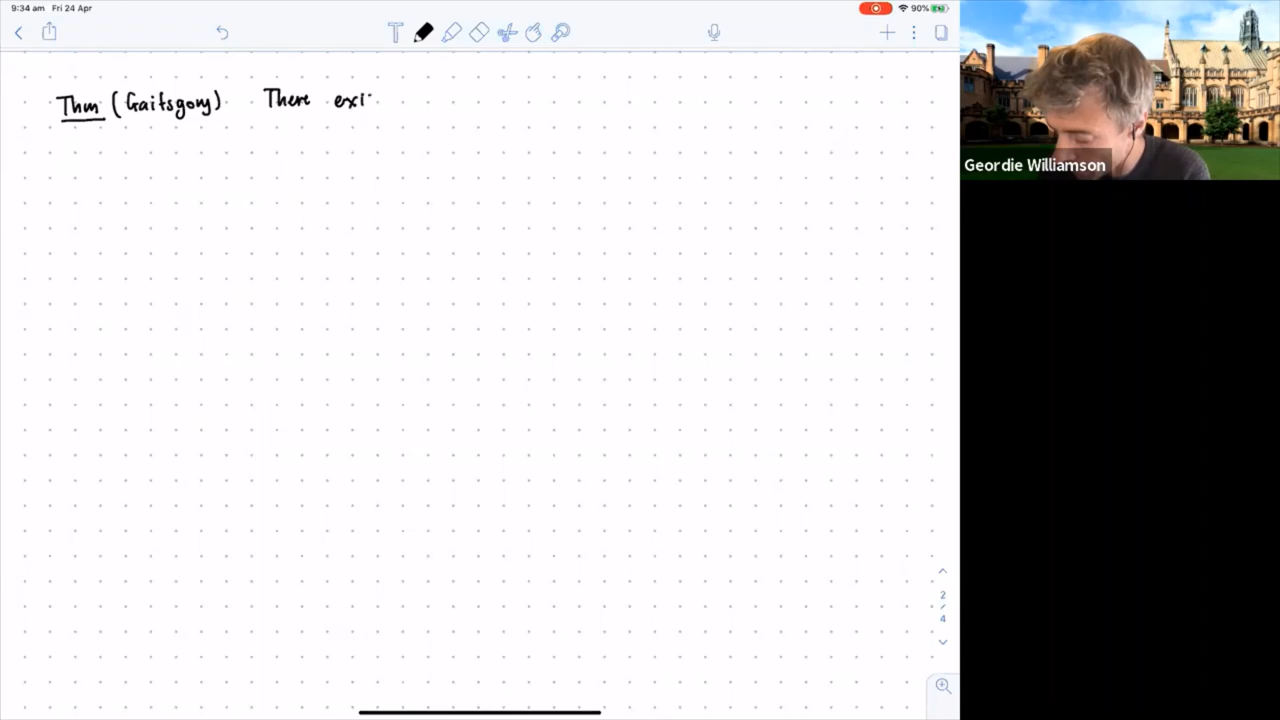 9:34 am Fri 24 Apr
90%
Thm (Gaitsgory) There exi
Geordie Williamson
2
/
4